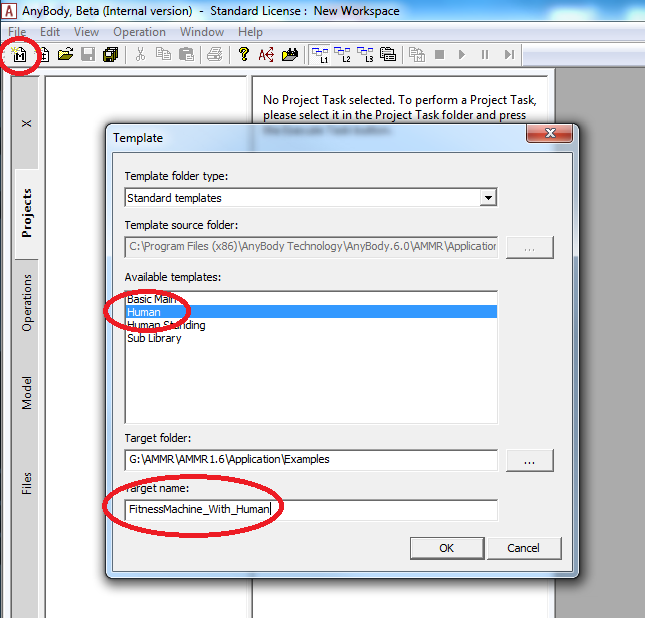 AnyBody, Beta (Internal version) - Standard License : New Workspace
File Edit View Operation Window Help
M ? L1 L2 L3
X
Projects
Operations
Model
Files
No Project Task selected. To perform a Project Task,
please select it in the Project Task folder and press
Template
Template folder type:
Standard templates
Template source folder:
C:\Program Files (x86)\AnyBody Technology\AnyBody.6.0\AMMR\Application
...
Available templates:
Basic Main
Human
Human Standing
Sub Library
Target folder:
G:\AMMR\AMMR1.6\Application\Examples
...
Target name:
FitnessMachine_With_Human
OK Cancel